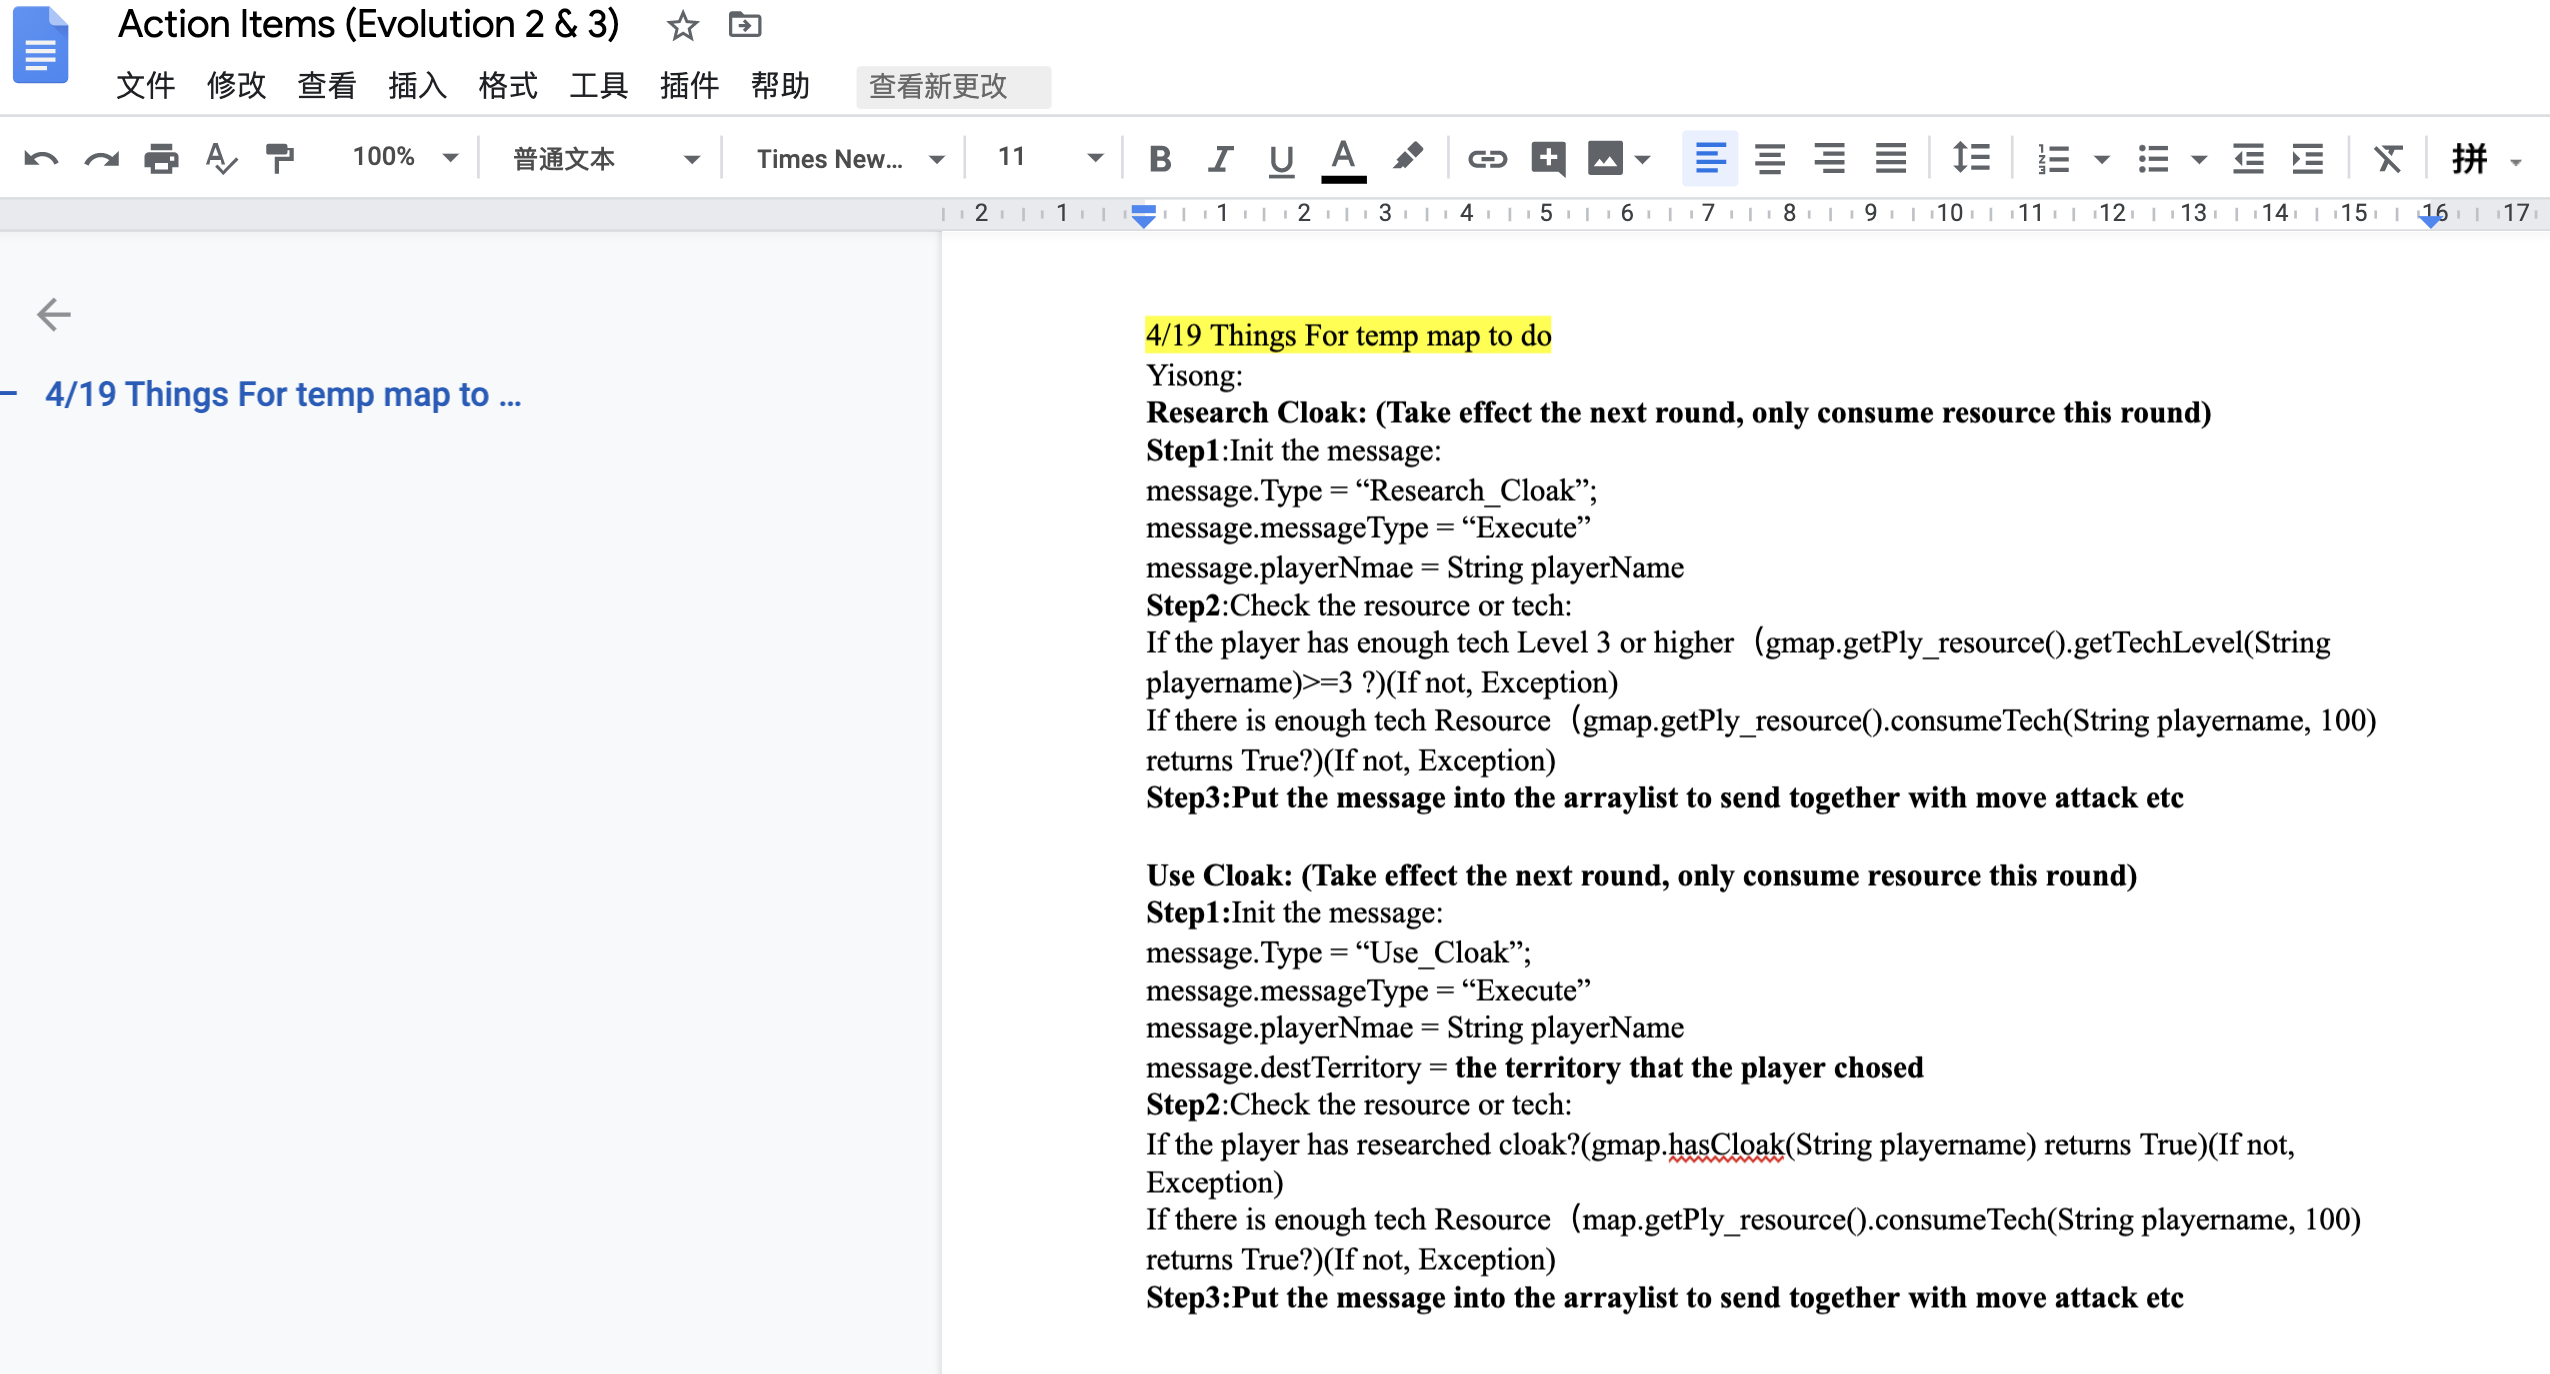 Action Items (Evolution 2 & 3)
文件 修改 查看 插入 格式 工具 插件 帮助 查看新更改
100% 普通文本 Times New... 11 B I U A 拼
2 1 1 2 3 4 5 6 7 8 9 10 11 12 13 14 15 16 17
4/19 Things For temp map to ...
4/19 Things For temp map to do
Yisong:
Research Cloak: (Take effect the next round, only consume resource this round)
Step1:Init the message:
message.Type = “Research_Cloak”;
message.messageType = “Execute”
message.playerNmae = String playerName
Step2:Check the resource or tech:
If the player has enough tech Level 3 or higher（gmap.getPly_resource().getTechLevel(String
playername)>=3 ?)(If not, Exception)
If there is enough tech Resource（gmap.getPly_resource().consumeTech(String playername, 100)
returns True?)(If not, Exception)
Step3:Put the message into the arraylist to send together with move attack etc
Use Cloak: (Take effect the next round, only consume resource this round)
Step1:Init the message:
message.Type = “Use_Cloak”;
message.messageType = “Execute”
message.playerNmae = String playerName
message.destTerritory = the territory that the player chosed
Step2:Check the resource or tech:
If the player has researched cloak?(gmap.hasCloak(String playername) returns True)(If not,
Exception)
If there is enough tech Resource（map.getPly_resource().consumeTech(String playername, 100)
returns True?)(If not, Exception)
Step3:Put the message into the arraylist to send together with move attack etc